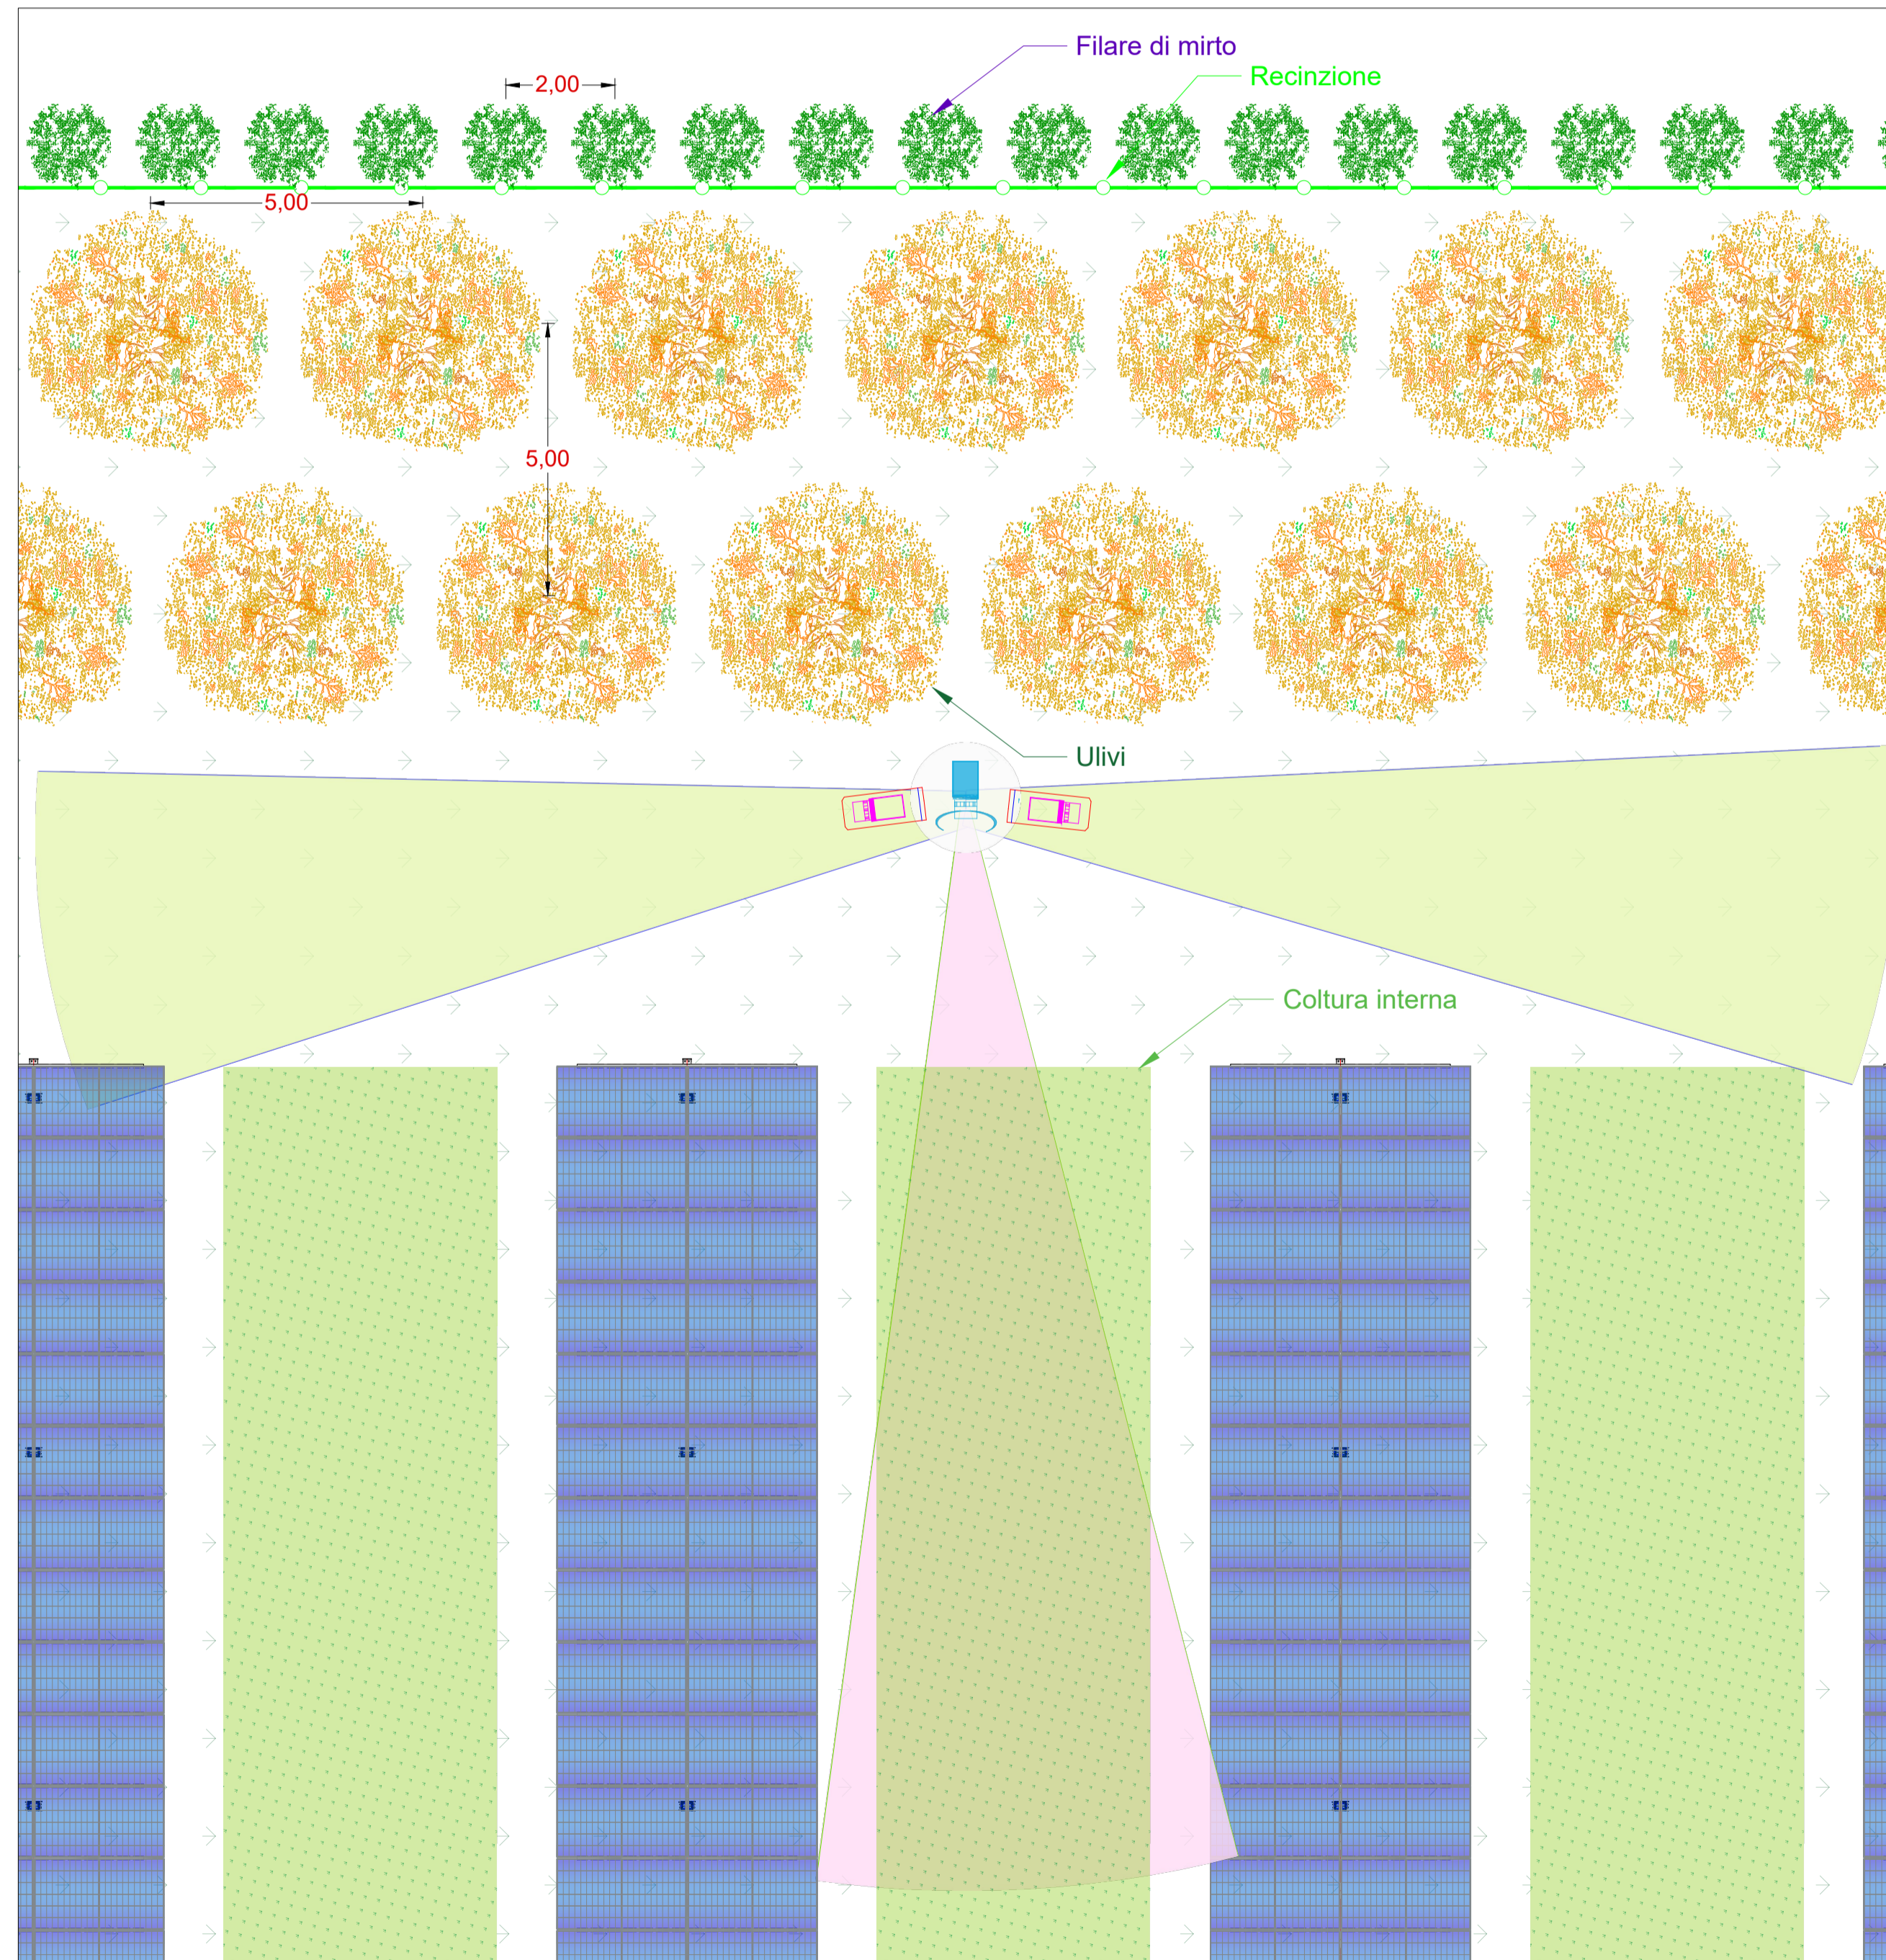 Filare di mirto
Recinzione
2,00
5,00
5,00
Ulivi
Coltura interna